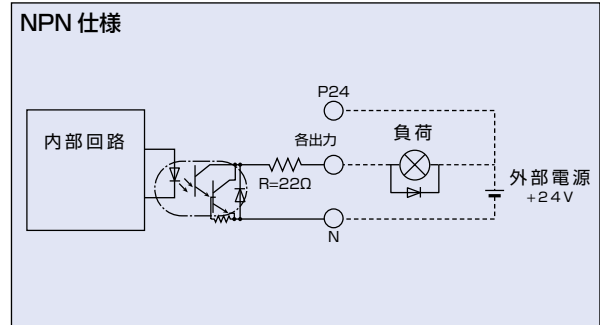 NPN 仕様
P24
内部回路
各出力
負荷
R=22Ω
外部電源
+24V
N